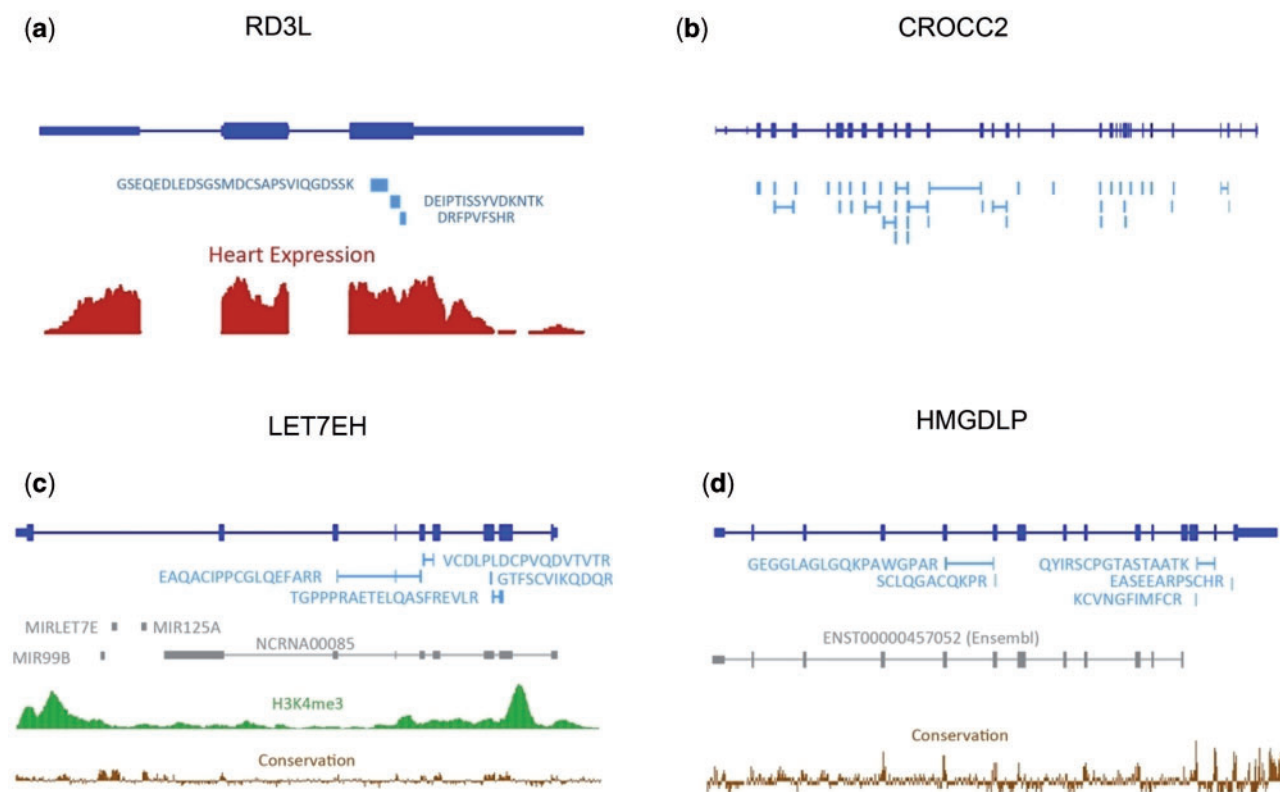 (a) RD3L
(b) CROCC2
GSEQEDLEDSGSMDCSAPSVIQGDSSK
DEIPTISSYVDKNTK
DRFPVFSHR
Heart Expression
LET7EH
HMGDLP
(c)
(d)
VCDLPLDCPVQDVTVTR
EAQACIPPCGLQEFARR
GTFSCVIKQDQR
TGPPPRAETELQASFREVLR
MIRLET7E
MIR125A
NCRNA00085
MIR99B
H3K4me3
Conservation
GEGGLAGLGQKPAWGPAR
QYIRSCPGTASTAATK
SCLQGACQKPR
EASEEARPSCHR
KCVNGFIMFCR
ENST00000457052 (Ensembl)
Conservation